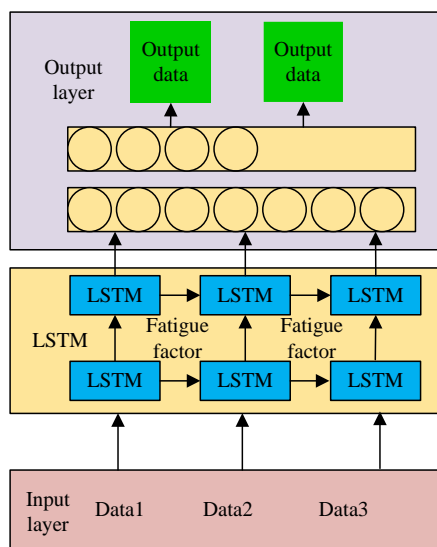 Output
data
Output
data
Output
layer
LSTM
LSTM
LSTM
Fatigue
factor
Fatigue
factor
LSTM
LSTM
LSTM
LSTM
Input
layer
Data1
Data2
Data3